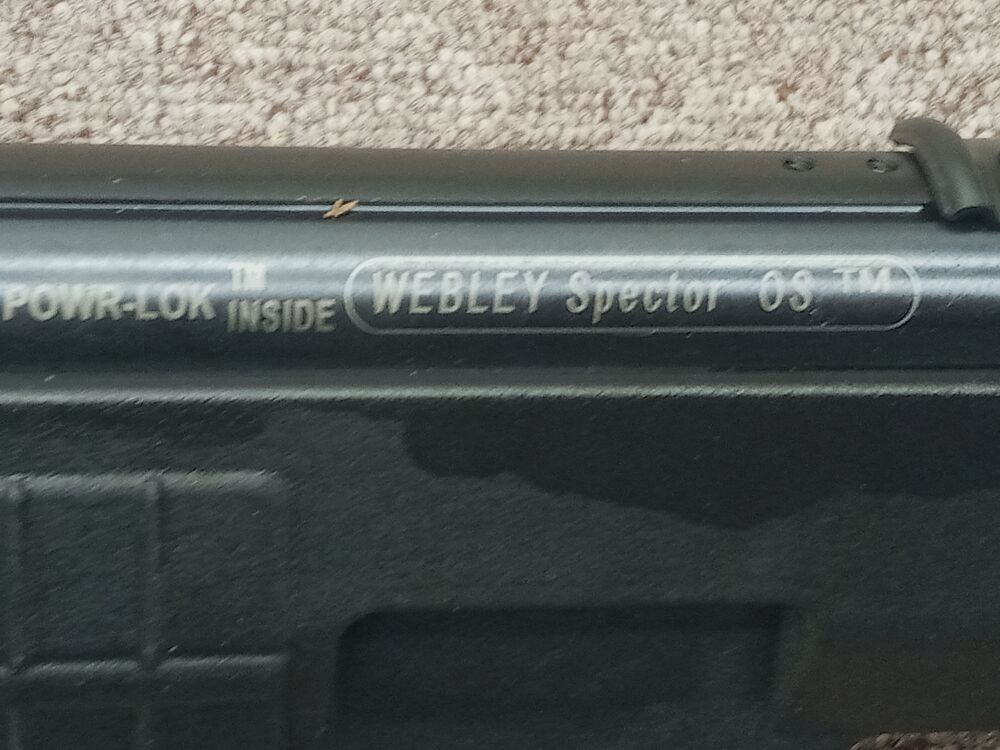 POWR-LOK TM INSIDE
WEBLEY Spector OS TM